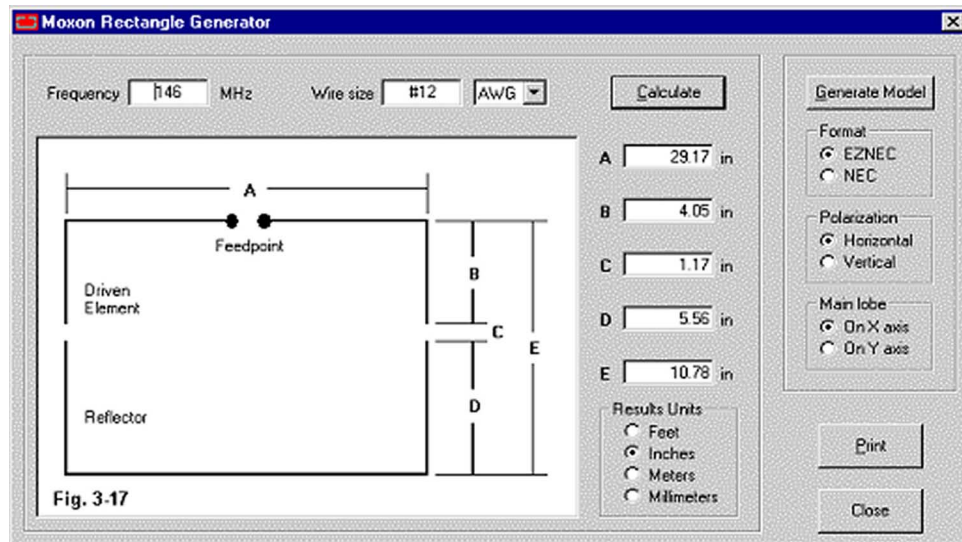 Moxon Rectangle Generator
Frequency 146 MHz Wire size #12 AWG Calculate Generate Model
Format
EZNEC
NEC
Polarization
Horizontal
Vertical
Main lobe
On X axis
On Y axis
A 29.17 in
B 4.05 in
C 1.17 in
D 5.56 in
E 10.78 in
Results Units
Feet
Inches
Meters
Millimeters
Print
Close
A
Feedpoint
Driven
Element
B
C
E
D
Reflector
Fig. 3-17